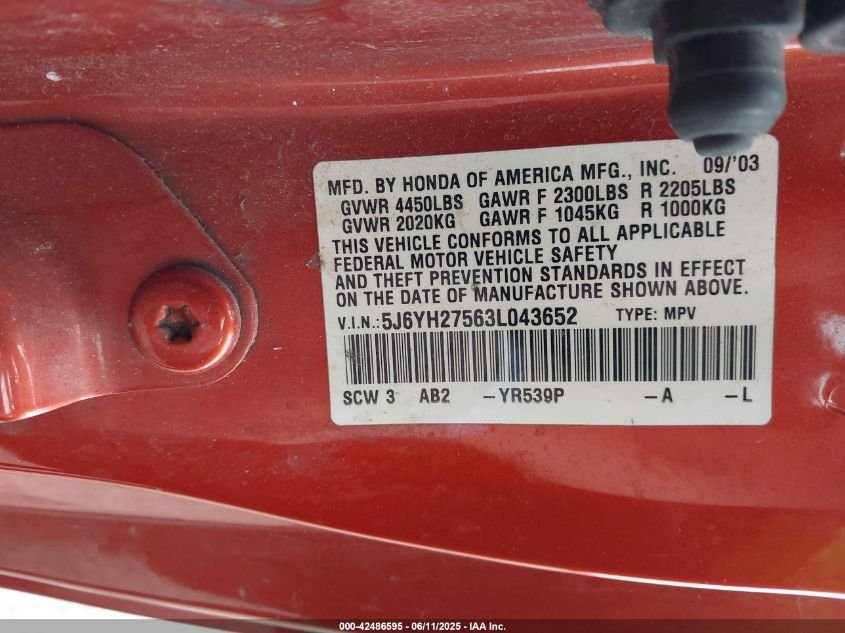 MFD. BY HONDA OF AMERICA MFG., INC. 09/'03
GVWR 4450LBS GAWR F 2300LBS R 2205LBS
GVWR 2020KG GAWR F 1045KG R 1000KG
THIS VEHICLE CONFORMS TO ALL APPLICABLE
FEDERAL MOTOR VEHICLE SAFETY
AND THEFT PREVENTION STANDARDS IN EFFECT
ON THE DATE OF MANUFACTURE SHOWN ABOVE.
V.I.N.:5J6YH27563L043652 TYPE: MPV
SCW 3 AB2 -YR539P -A -L
000-42486595 - 06/11/2025 - IAA Inc.